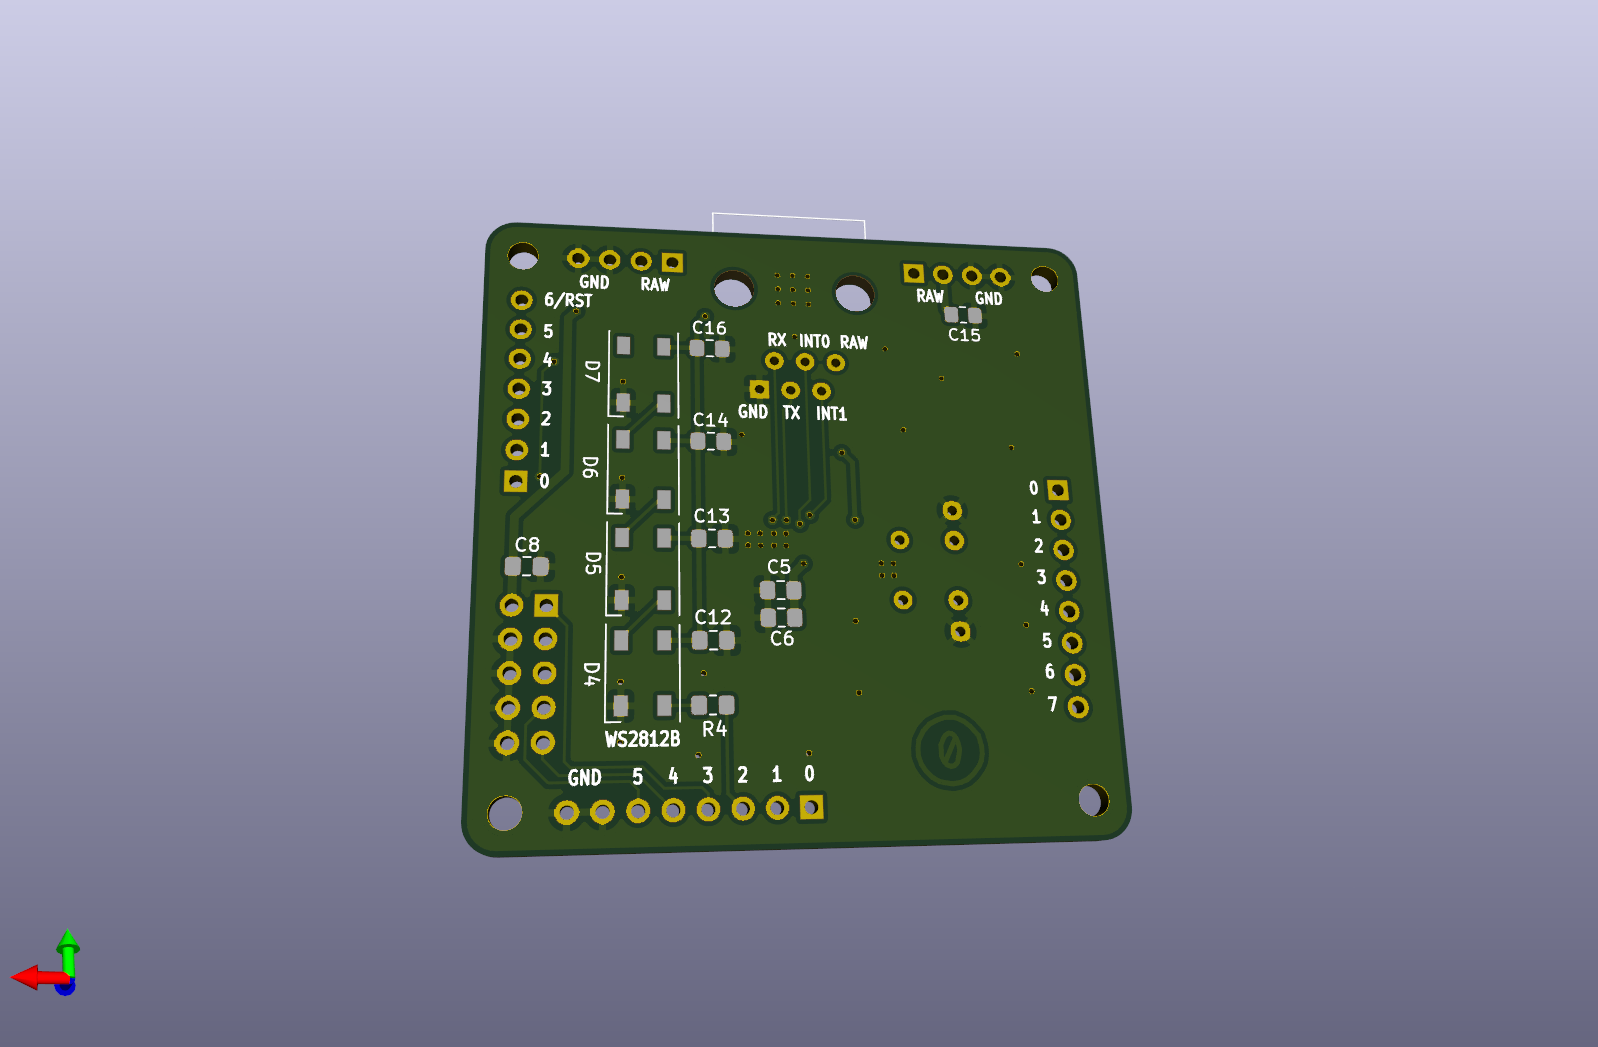 GND RAW
RAW GND
6/RST
5
4
3
2
1
0
C15
C16
RX INT0 RAW
GND TX INT1
D7
C14
D6
C13
D5
C8
C5
C6
C12
D4
R4
WS2812B
0
1
2
3
4
5
6
7
0
GND 5 4 3 2 1 0